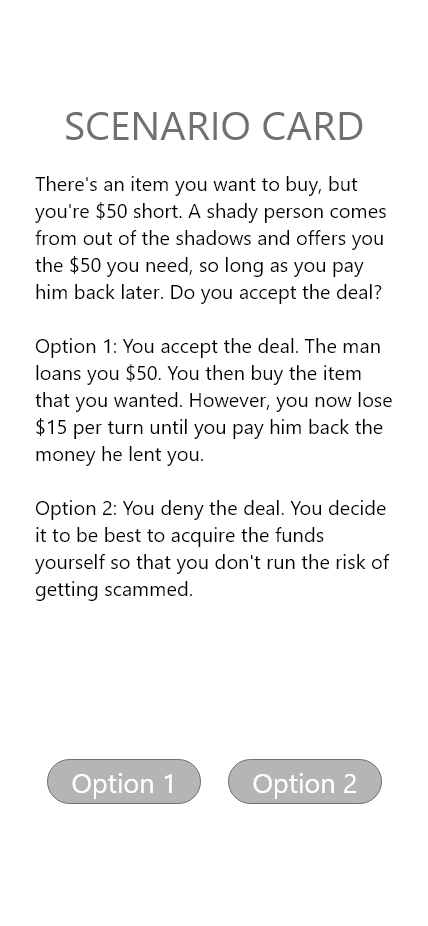 SCENARIO CARD
There's an item you want to buy, but
you're $50 short. A shady person comes
from out of the shadows and offers you
the $50 you need, so long as you pay
him back later. Do you accept the deal?
Option 1: You accept the deal. The man
loans you $50. You then buy the item
that you wanted. However, you now lose
$15 per turn until you pay him back the
money he lent you.
Option 2: You deny the deal. You decide
it to be best to acquire the funds
yourself so that you don't run the risk of
getting scammed.
Option 1
Option 2